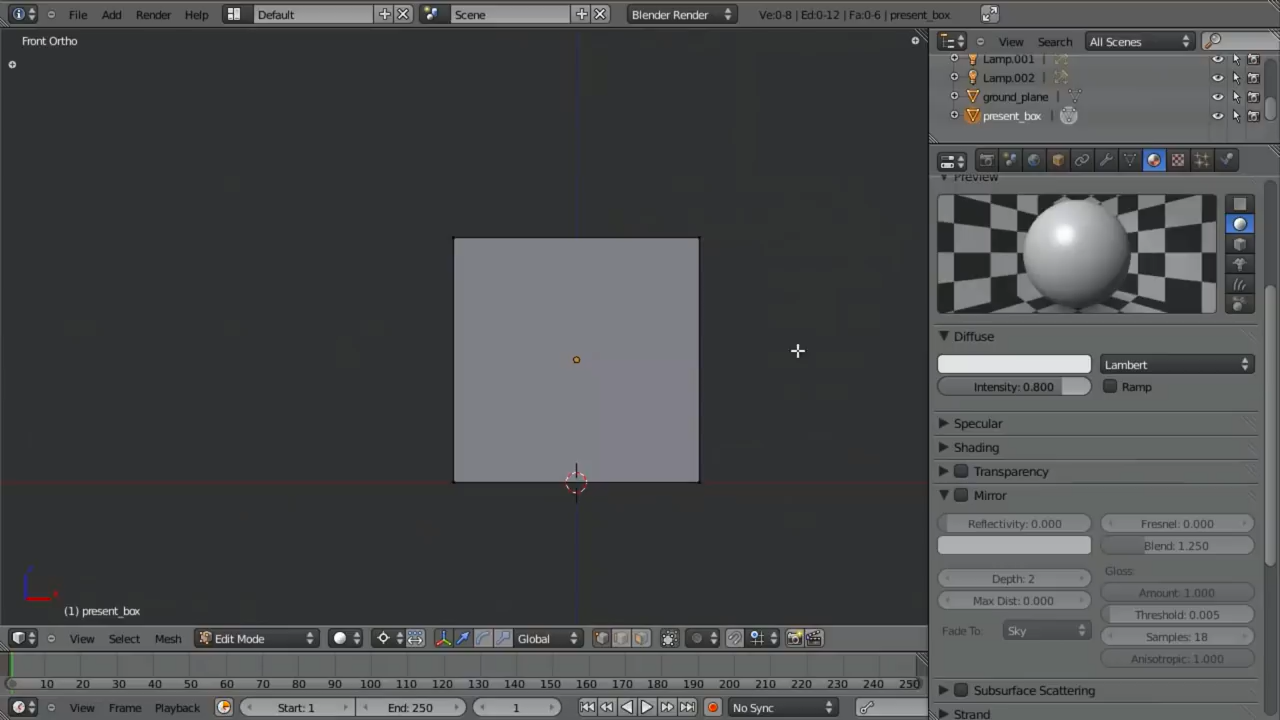 File Add Render Help Default Scene Blender Render Ve:0-8 | Ed:0-12 | Fa:0-6 | present_box
Front Ortho
View Search All Scenes
Lamp.001
Lamp.002
ground_plane
present_box
Preview
Diffuse
Lambert
Intensity: 0.800 Ramp
Specular
Shading
Transparency
Mirror
Reflectivity: 0.000 Fresnel: 0.000
Blend: 1.250
Gloss:
Depth: 2
Amount: 1.000
Max Dist: 0.000
Threshold: 0.005
Fade To: Sky
Samples: 18
Anisotropic: 1.000
Subsurface Scattering
Strand
(1) present_box
View Select Mesh Edit Mode Global
10 20 30 40 50 60 70 80 90 100 110 120 130 140 150 160 170 180 190 200 210 220 230 240 250
View Frame Playback Start: 1 End: 250 1 No Sync